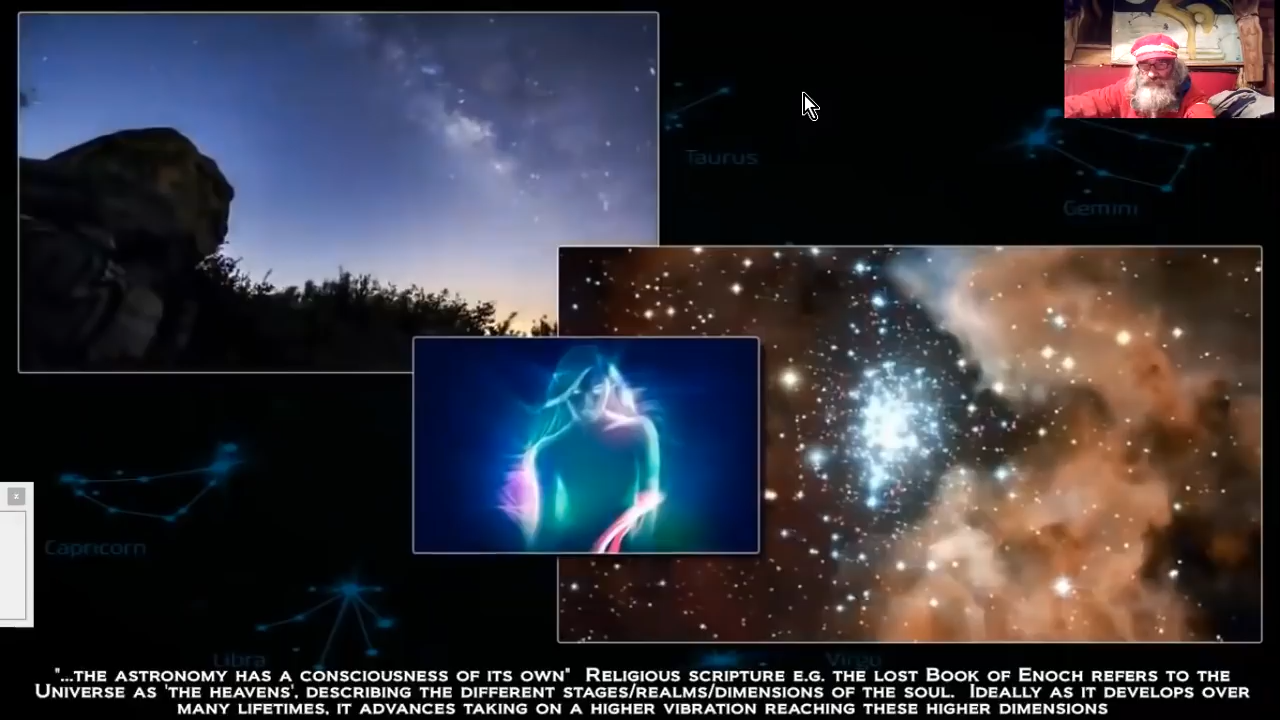 Taurus
Gemini
Capricorn
Libra
Virgo
"...THE ASTRONOMY HAS A CONSCIOUSNESS OF ITS OWN" RELIGIOUS SCRIPTURE E.G. THE LOST BOOK OF ENOCH REFERS TO THE
UNIVERSE AS 'THE HEAVENS', DESCRIBING THE DIFFERENT STAGES/REALMS/DIMENSIONS OF THE SOUL. IDEALLY AS IT DEVELOPS OVER
MANY LIFETIMES, IT ADVANCES TAKING ON A HIGHER VIBRATION REACHING THESE HIGHER DIMENSIONS